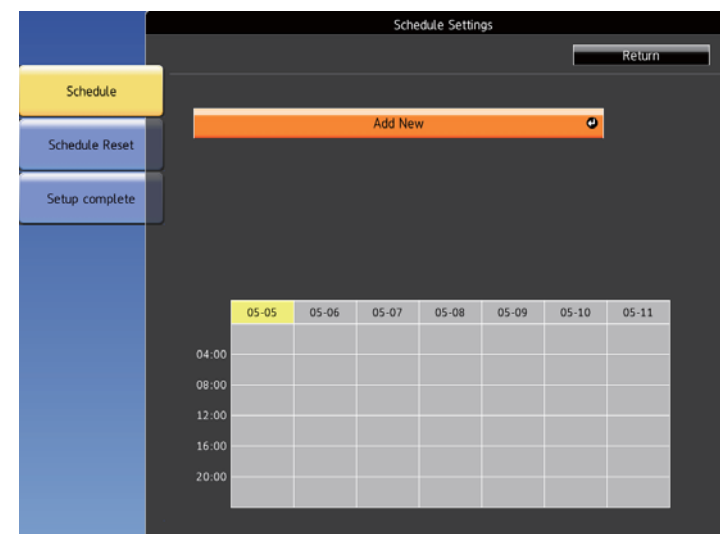 Schedule Settings
Return
Schedule
Add New
Schedule Reset
Setup complete
05-05 05-06 05-07 05-08 05-09 05-10 05-11
04:00
08:00
12:00
16:00
20:00